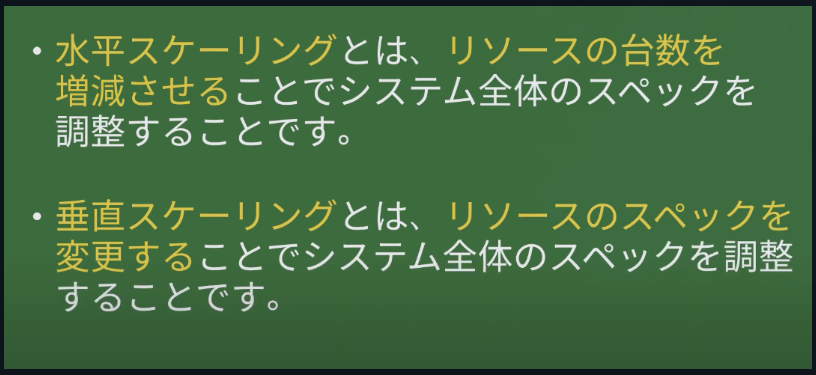 ・水平スケーリングとは、リソースの台数を
増減させることでシステム全体のスペックを
調整することです。
・垂直スケーリングとは、リソースのスペックを
変更することでシステム全体のスペックを調整
することです。